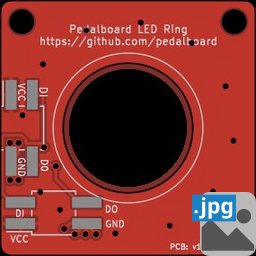 Pedalboard LED Ring
https://github.com/pedalboard
VCC
DI
GND
DO
DI
DO
GND
VCC
PCB: v1
.jpg